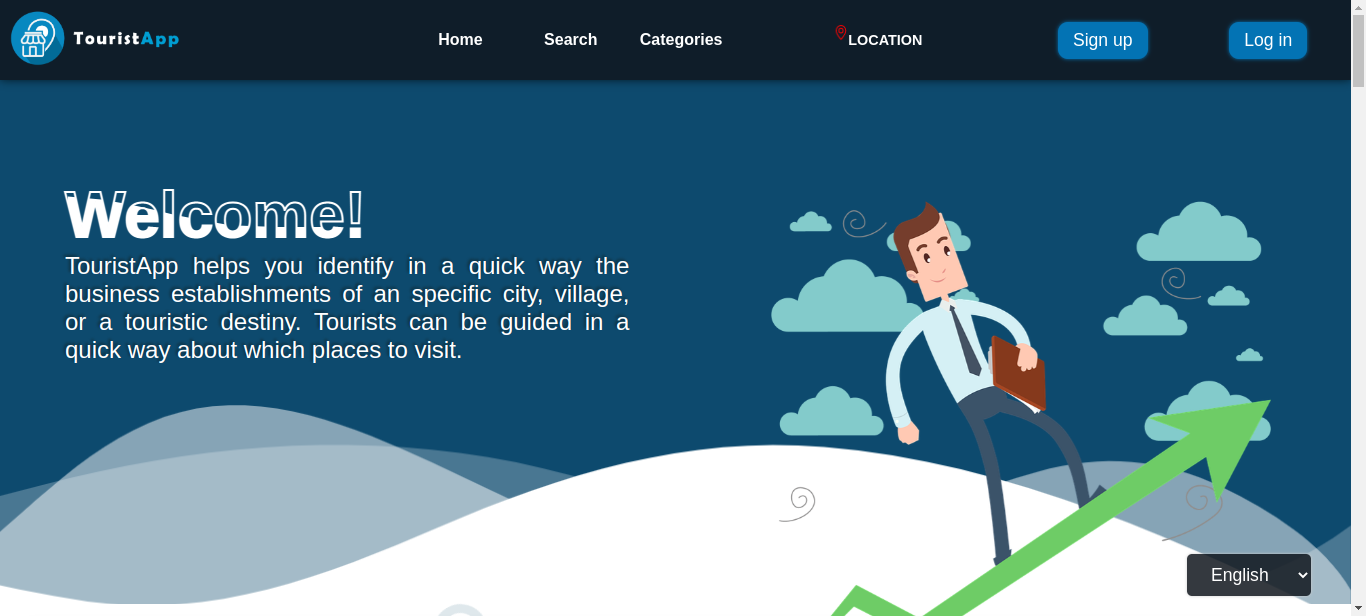 TouristApp
Home
Search
Categories
LOCATION
Sign up
Log in
Welcome!
TouristApp helps you identify in a quick way the
business establishments of an specific city, village,
or a touristic destiny. Tourists can be guided in a
quick way about which places to visit.
English